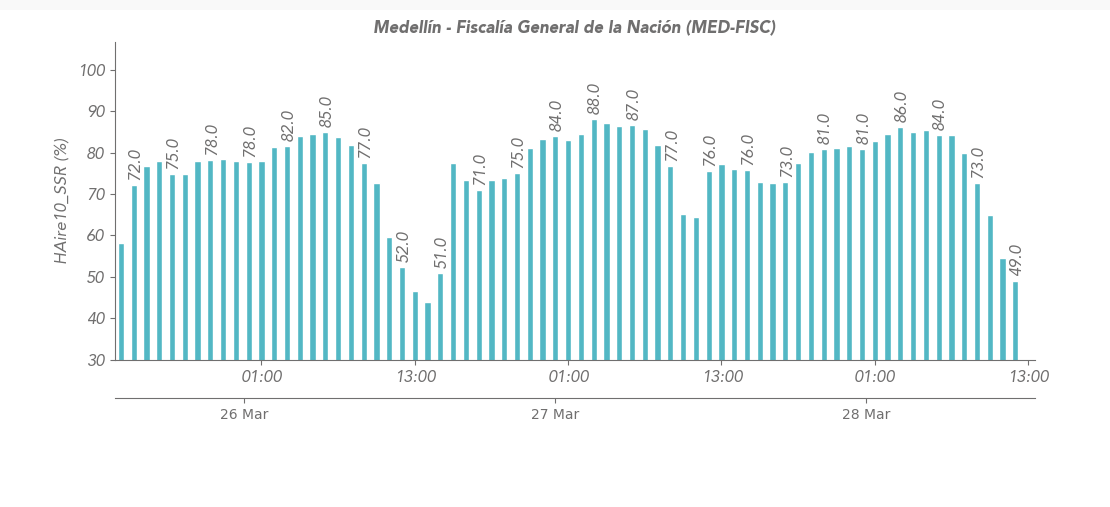 Medellín - Fiscalía General de la Nación (MED-FISC)
HAire10_SSR (%)
100
90
80
70
60
50
40
30
72.0 75.0 78.0 78.0 82.0 85.0 77.0 52.0 51.0 71.0 75.0 84.0 88.0 87.0 77.0 76.0 76.0 73.0 81.0 81.0 86.0 84.0 73.0 49.0
01:00 13:00 01:00 13:00 01:00 13:00
26 Mar 27 Mar 28 Mar